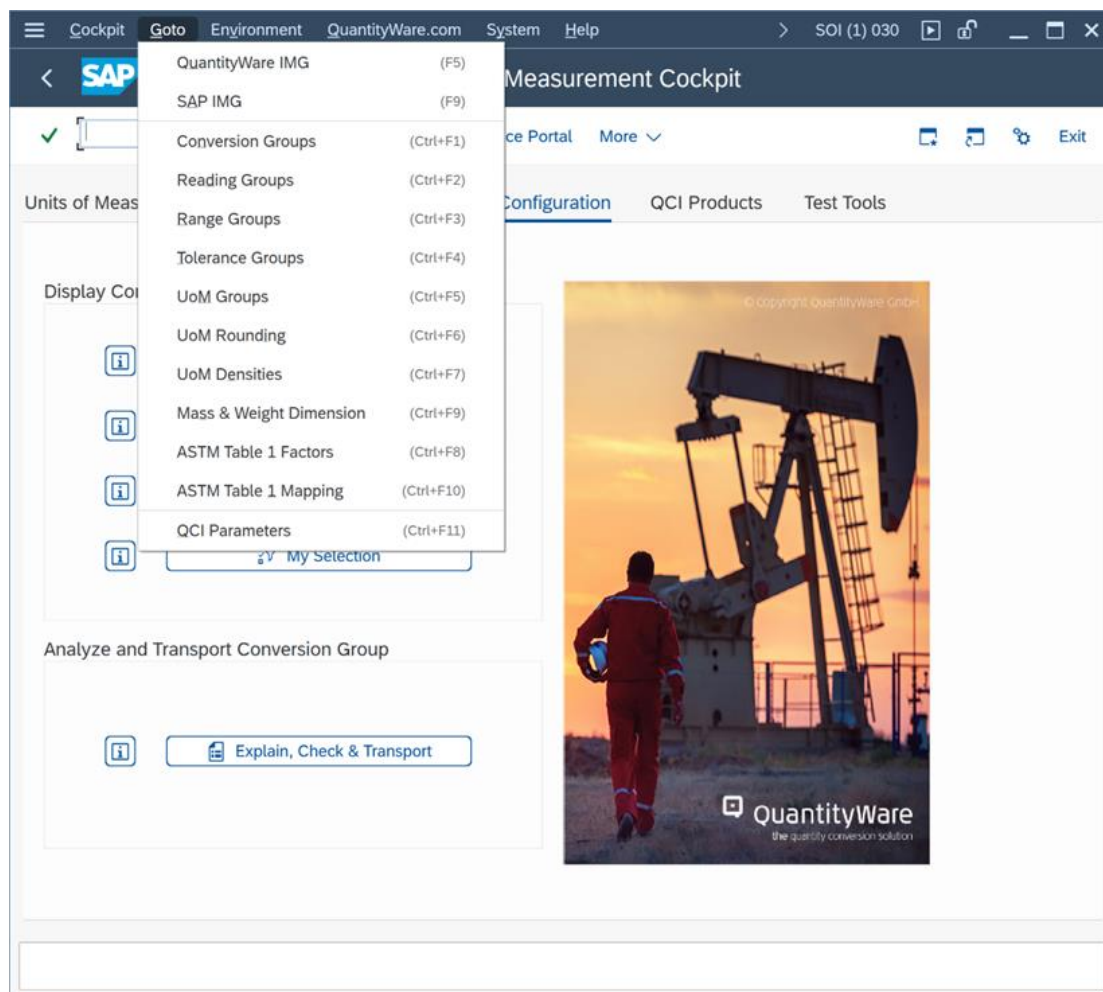 Cockpit Goto Environment QuantityWare.com System Help SOI (1) 030
SAP Measurement Cockpit
ce Portal More Exit
Units of Meas Configuration QCI Products Test Tools
QuantityWare IMG (F5)
SAP IMG (F9)
Conversion Groups (Ctrl+F1)
Reading Groups (Ctrl+F2)
Range Groups (Ctrl+F3)
Tolerance Groups (Ctrl+F4)
UoM Groups (Ctrl+F5)
UoM Rounding (Ctrl+F6)
UoM Densities (Ctrl+F7)
Mass & Weight Dimension (Ctrl+F9)
ASTM Table 1 Factors (Ctrl+F8)
ASTM Table 1 Mapping (Ctrl+F10)
QCI Parameters (Ctrl+F11)
Display Co
My Selection
Analyze and Transport Conversion Group
Explain, Check & Transport
© Copyright QuantityWare GmbH
QuantityWare
the quantity conversion solution